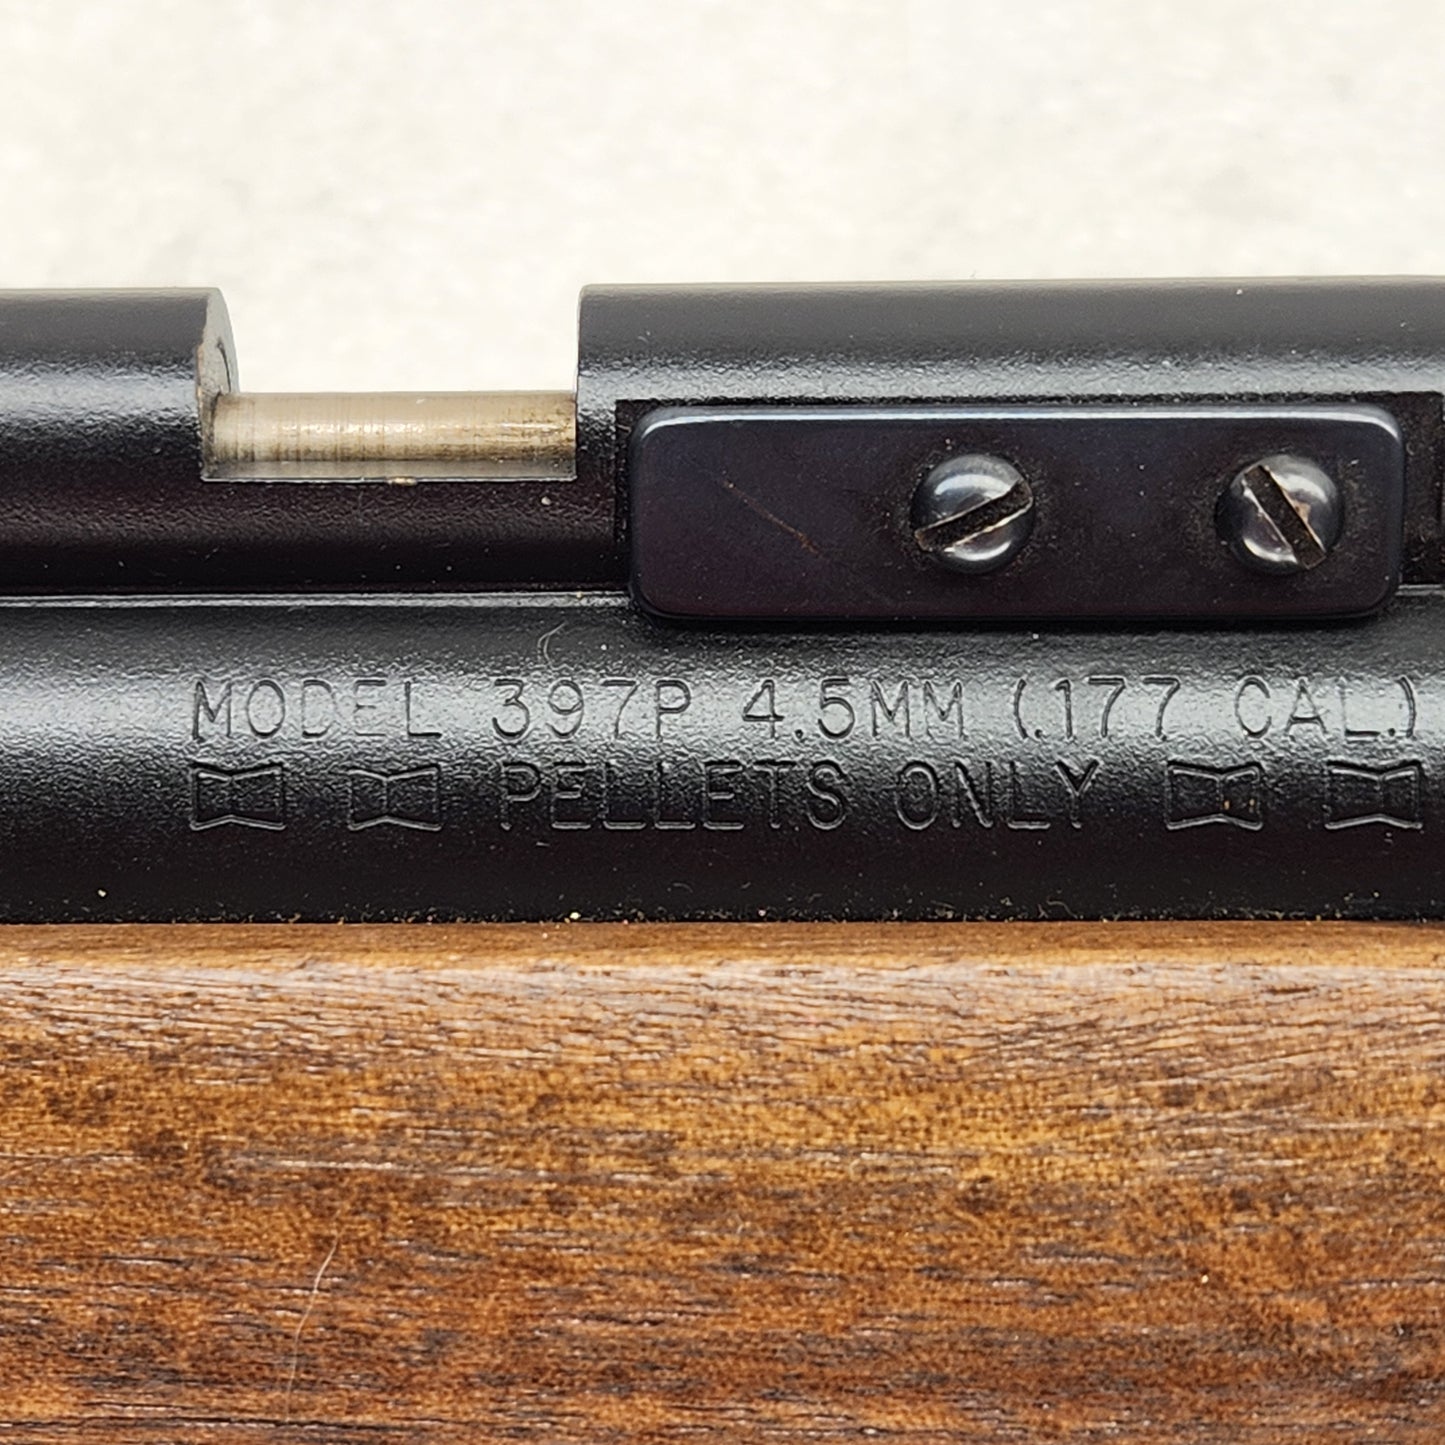 MODEL 397P 4.5MM (.177 CAL.)
PELLETS ONLY